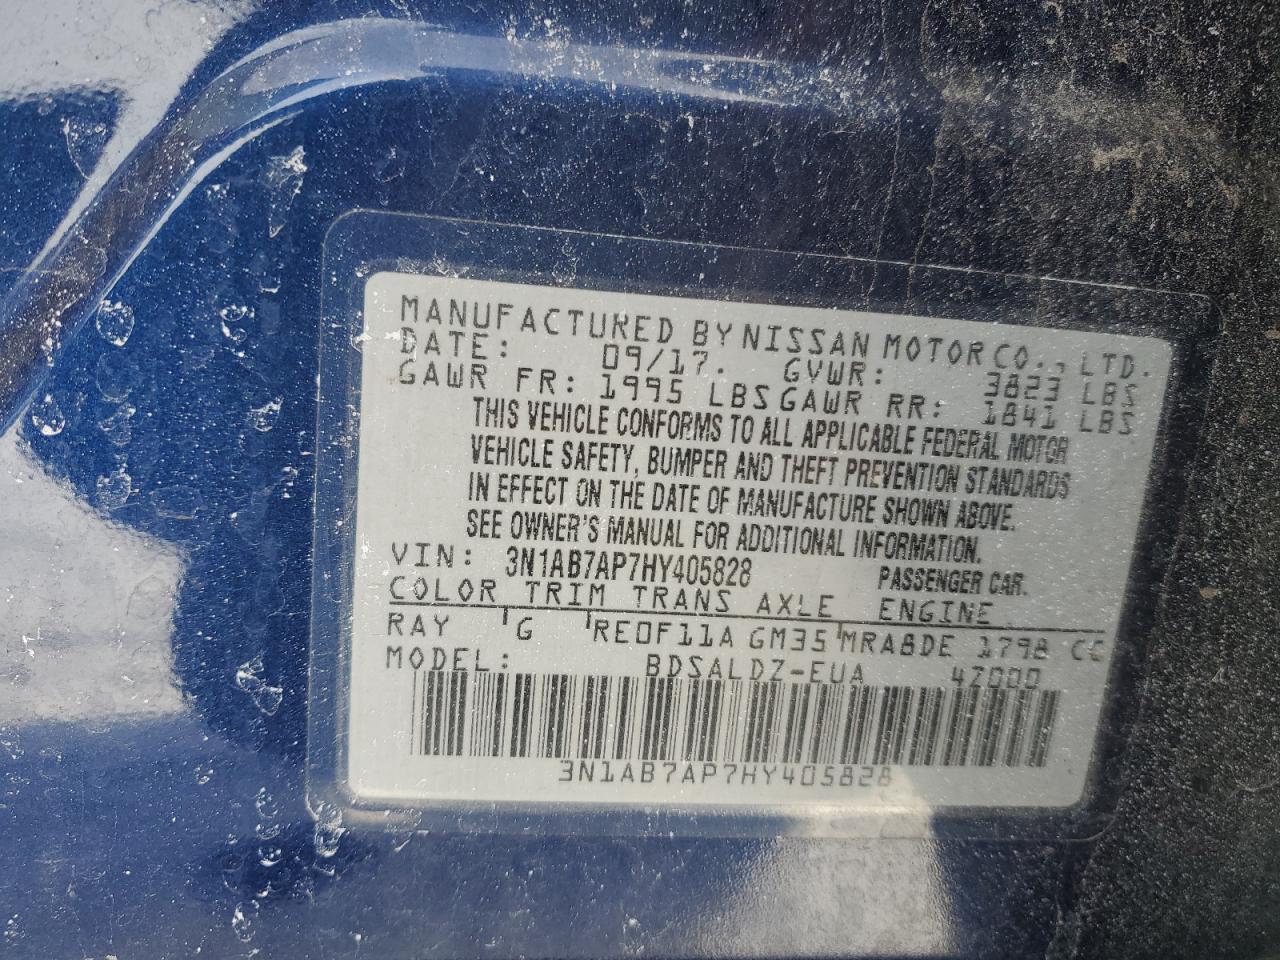 MANUFACTURED BY NISSAN MOTOR CO., LTD.
DATE: 09/17. GVWR: 3823 LBS
GAWR FR: 1995 LBS GAWR RR: 1841 LBS
THIS VEHICLE CONFORMS TO ALL APPLICABLE FEDERAL MOTOR
VEHICLE SAFETY, BUMPER AND THEFT PREVENTION STANDARDS
IN EFFECT ON THE DATE OF MANUFACTURE SHOWN ABOVE.
SEE OWNER'S MANUAL FOR ADDITIONAL INFORMATION.
VIN: 3N1AB7AP7HY405828 PASSENGER CAR.
COLOR TRIM TRANS AXLE ENGINE
RAY G RE0F11A GM35 MRA8DE 1798 CC
MODEL: BDSALDZ-EUA 4Z000
3N1AB7AP7HY405828